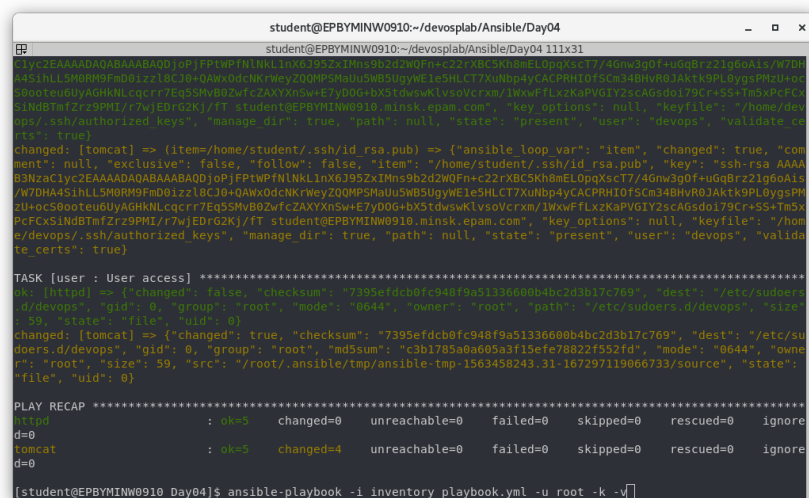 student@EPBYMINW0910:~/devosplab/Ansible/Day04
student@EPBYMINW0910:~/devosplab/Ansible/Day04 111x31
C1yc2EAAAADAQABAAABAQDjoPjFPtWPfNlNkL1nX6J95ZxIMns9b2d2WQFn+c22rXBC5Kh8mELOpqXscT7/4Gnw3gOf+uGqBrz21g6oAis/W7DH
A4SihLL5M0RM9FmD0izzl8CJ0+QAWxOdcNKrWeyZQQMPSMaUu5WB5UgyWE1e5HLCT7XuNbp4yCACPRHIOfSCm34BHvR0JAktk9PL0ygsPMzU+oc
S0ooteu6UyAGHkNLcqcrr7Eq5SMvB0ZwfcZAXYXnSw+E7yDOG+bX5tdwswKlvsoVcrxm/1WxwFfLxzKaPVGIY2scAGsdoi79Cr+SS+Tm5xPcFCx
SiNdBTmfZrz9PMI/r7wjEDrG2Kj/fT student@EPBYMINW0910.minsk.epam.com", "key_options": null, "keyfile": "/home/dev
ops/.ssh/authorized_keys", "manage_dir": true, "path": null, "state": "present", "user": "devops", "validate_ce
rts": true}
changed: [tomcat] => (item=/home/student/.ssh/id_rsa.pub) => {"ansible_loop_var": "item", "changed": true, "com
ment": null, "exclusive": false, "follow": false, "item": "/home/student/.ssh/id_rsa.pub", "key": "ssh-rsa AAAA
B3NzaC1yc2EAAAADAQABAAABAQDjoPjFPtWPfNlNkL1nX6J95ZxIMns9b2d2WQFn+c22rXBC5Kh8mELOpqXscT7/4Gnw3gOf+uGqBrz21g6oAis
/W7DHA4SihLL5M0RM9FmD0izzl8CJ0+QAWxOdcNKrWeyZQQMPSMaUu5WB5UgyWE1e5HLCT7XuNbp4yCACPRHIOfSCm34BHvR0JAktk9PL0ygsPM
zU+ocS0ooteu6UyAGHkNLcqcrr7Eq5SMvB0ZwfcZAXYXnSw+E7yDOG+bX5tdwswKlvsoVcrxm/1WxwFfLxzKaPVGIY2scAGsdoi79Cr+SS+Tm5x
PcFCxSiNdBTmfZrz9PMI/r7wjEDrG2Kj/fT student@EPBYMINW0910.minsk.epam.com", "key_options": null, "keyfile": "/hom
e/devops/.ssh/authorized_keys", "manage_dir": true, "path": null, "state": "present", "user": "devops", "valida
te_certs": true}
TASK [user : User access] *************************************************************************************
ok: [httpd] => {"changed": false, "checksum": "7395efdcb0fc948f9a51336600b4bc2d3b17c769", "dest": "/etc/sudoers
.d/devops", "gid": 0, "group": "root", "mode": "0644", "owner": "root", "path": "/etc/sudoers.d/devops", "size"
: 59, "state": "file", "uid": 0}
changed: [tomcat] => {"changed": true, "checksum": "7395efdcb0fc948f9a51336600b4bc2d3b17c769", "dest": "/etc/su
doers.d/devops", "gid": 0, "group": "root", "md5sum": "c3b1785a0a605a3f15efe78822f552fd", "mode": "0644", "owne
r": "root", "size": 59, "src": "/root/.ansible/tmp/ansible-tmp-1563458243.31-167297119066733/source", "state":
"file", "uid": 0}
PLAY RECAP ****************************************************************************************************
httpd : ok=5 changed=0 unreachable=0 failed=0 skipped=0 rescued=0 ignore
d=0
tomcat : ok=5 changed=4 unreachable=0 failed=0 skipped=0 rescued=0 ignore
d=0
[student@EPBYMINW0910 Day04]$ ansible-playbook -i inventory playbook.yml -u root -k -v